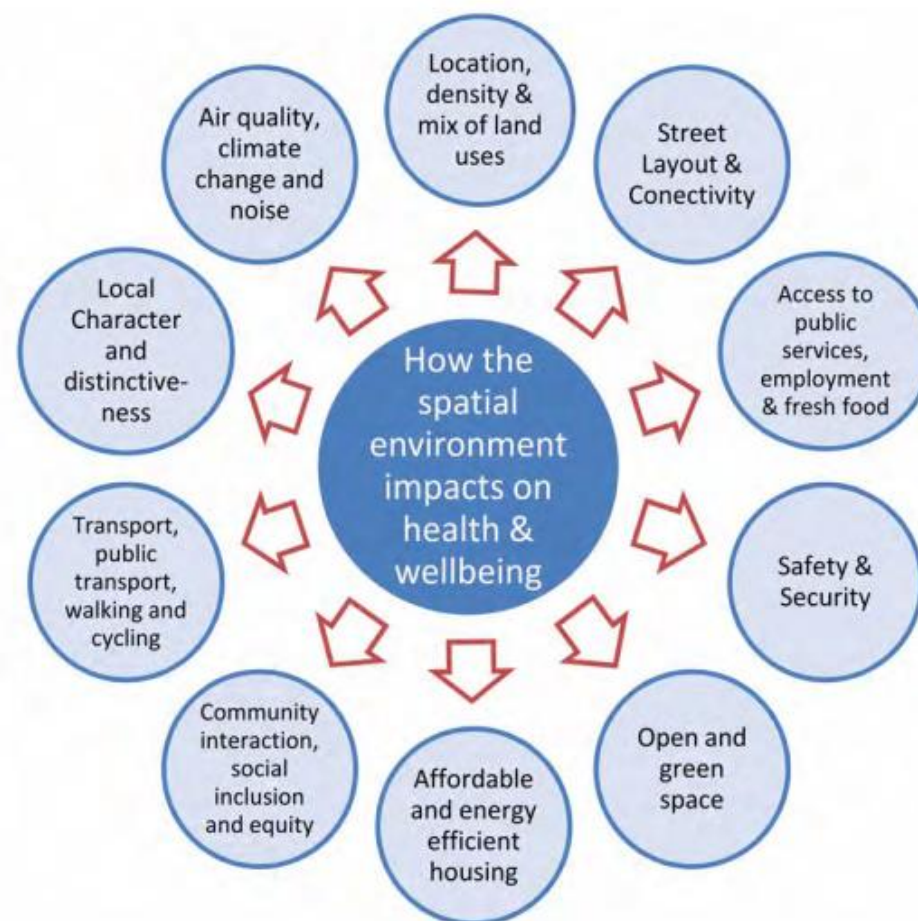 Location,
density &
mix of land
uses
Street
Layout &
Conectivity
Access to
public
services,
employment
& fresh food
Safety &
Security
Open and
green
space
Affordable
and energy
efficient
housing
Community
interaction,
social
inclusion
and equity
Transport,
public
transport,
walking and
cycling
Local
Character
and
distinctive-
ness
Air quality,
climate
change and
noise
How the
spatial
environment
impacts on
health &
wellbeing